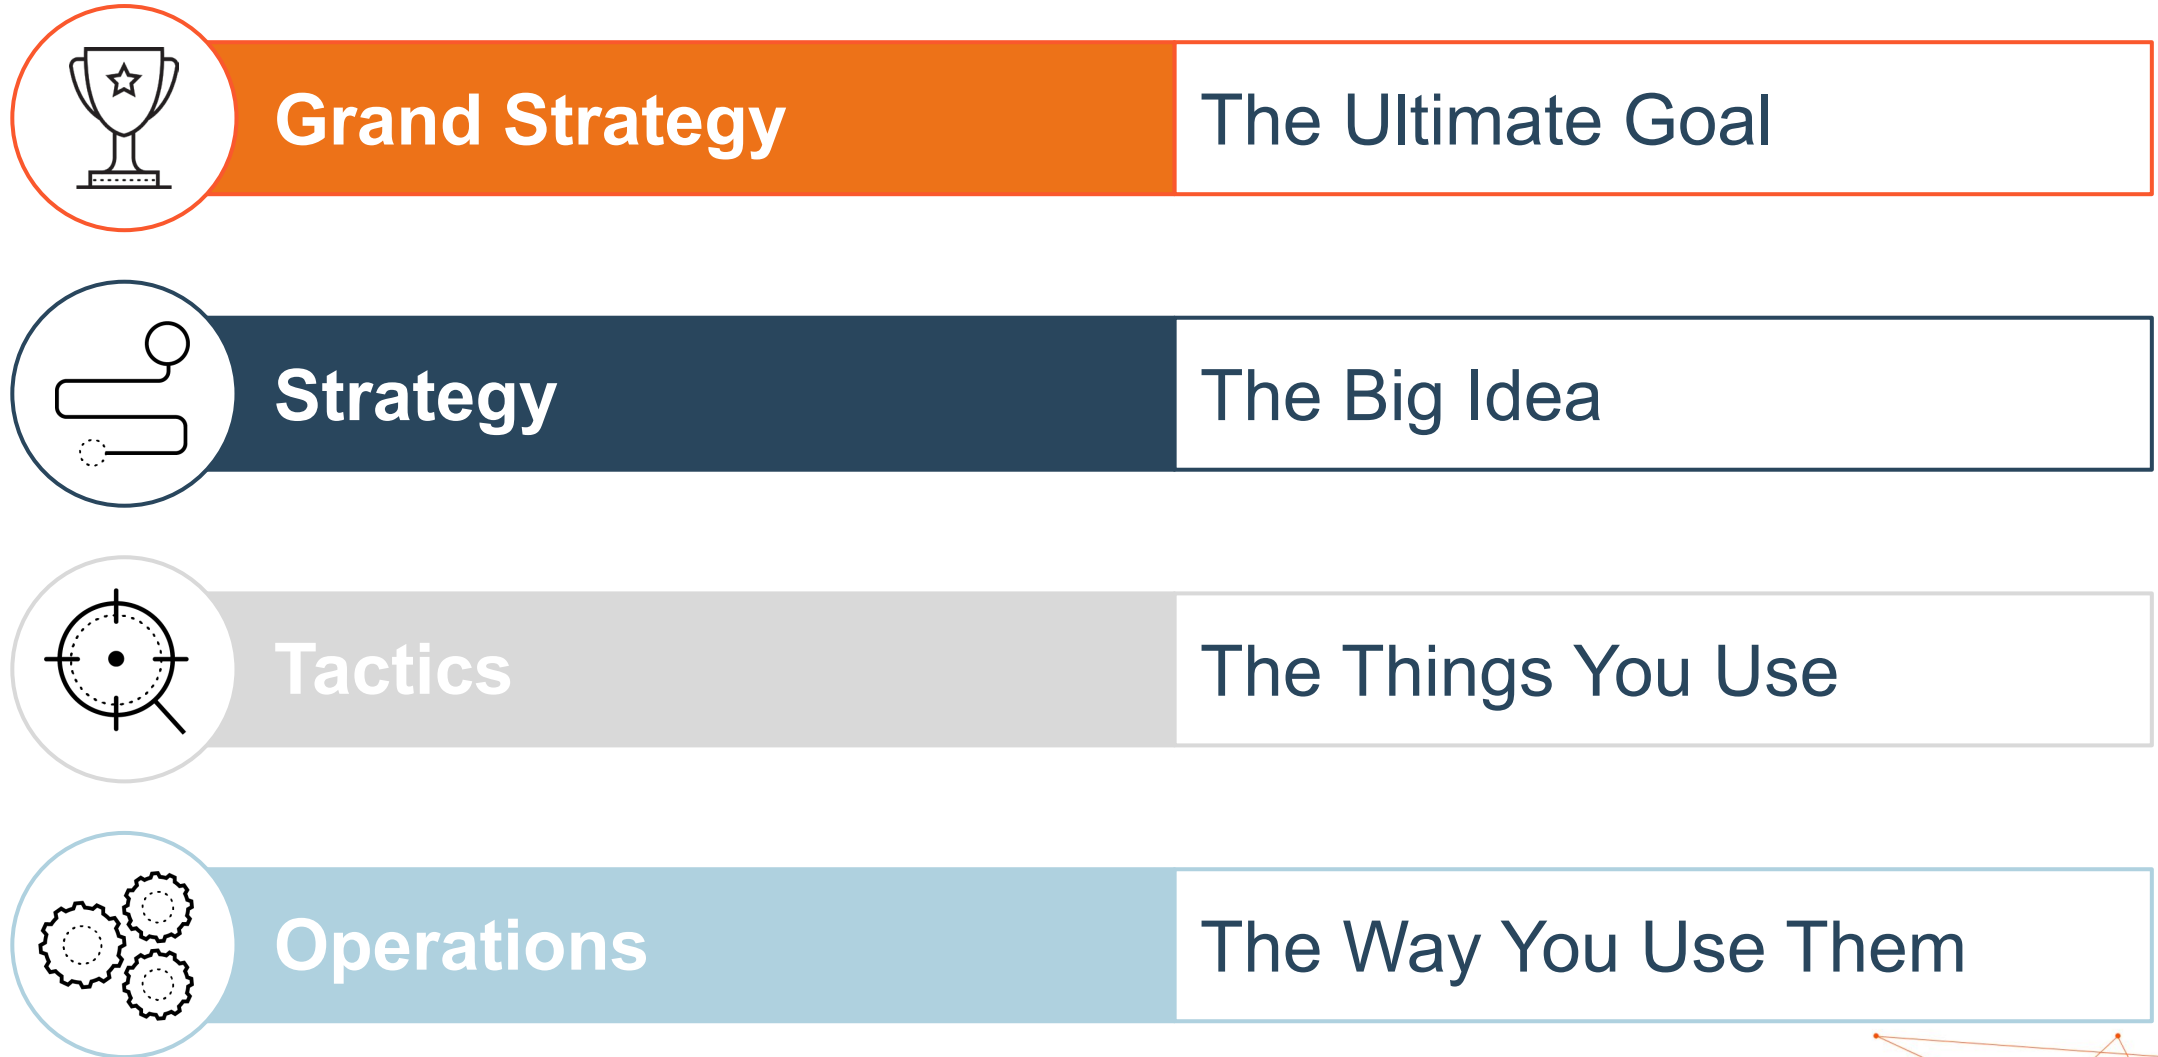 Grand Strategy
The Ultimate Goal
Strategy
The Big Idea
Tactics
The Things You Use
Operations
The Way You Use Them